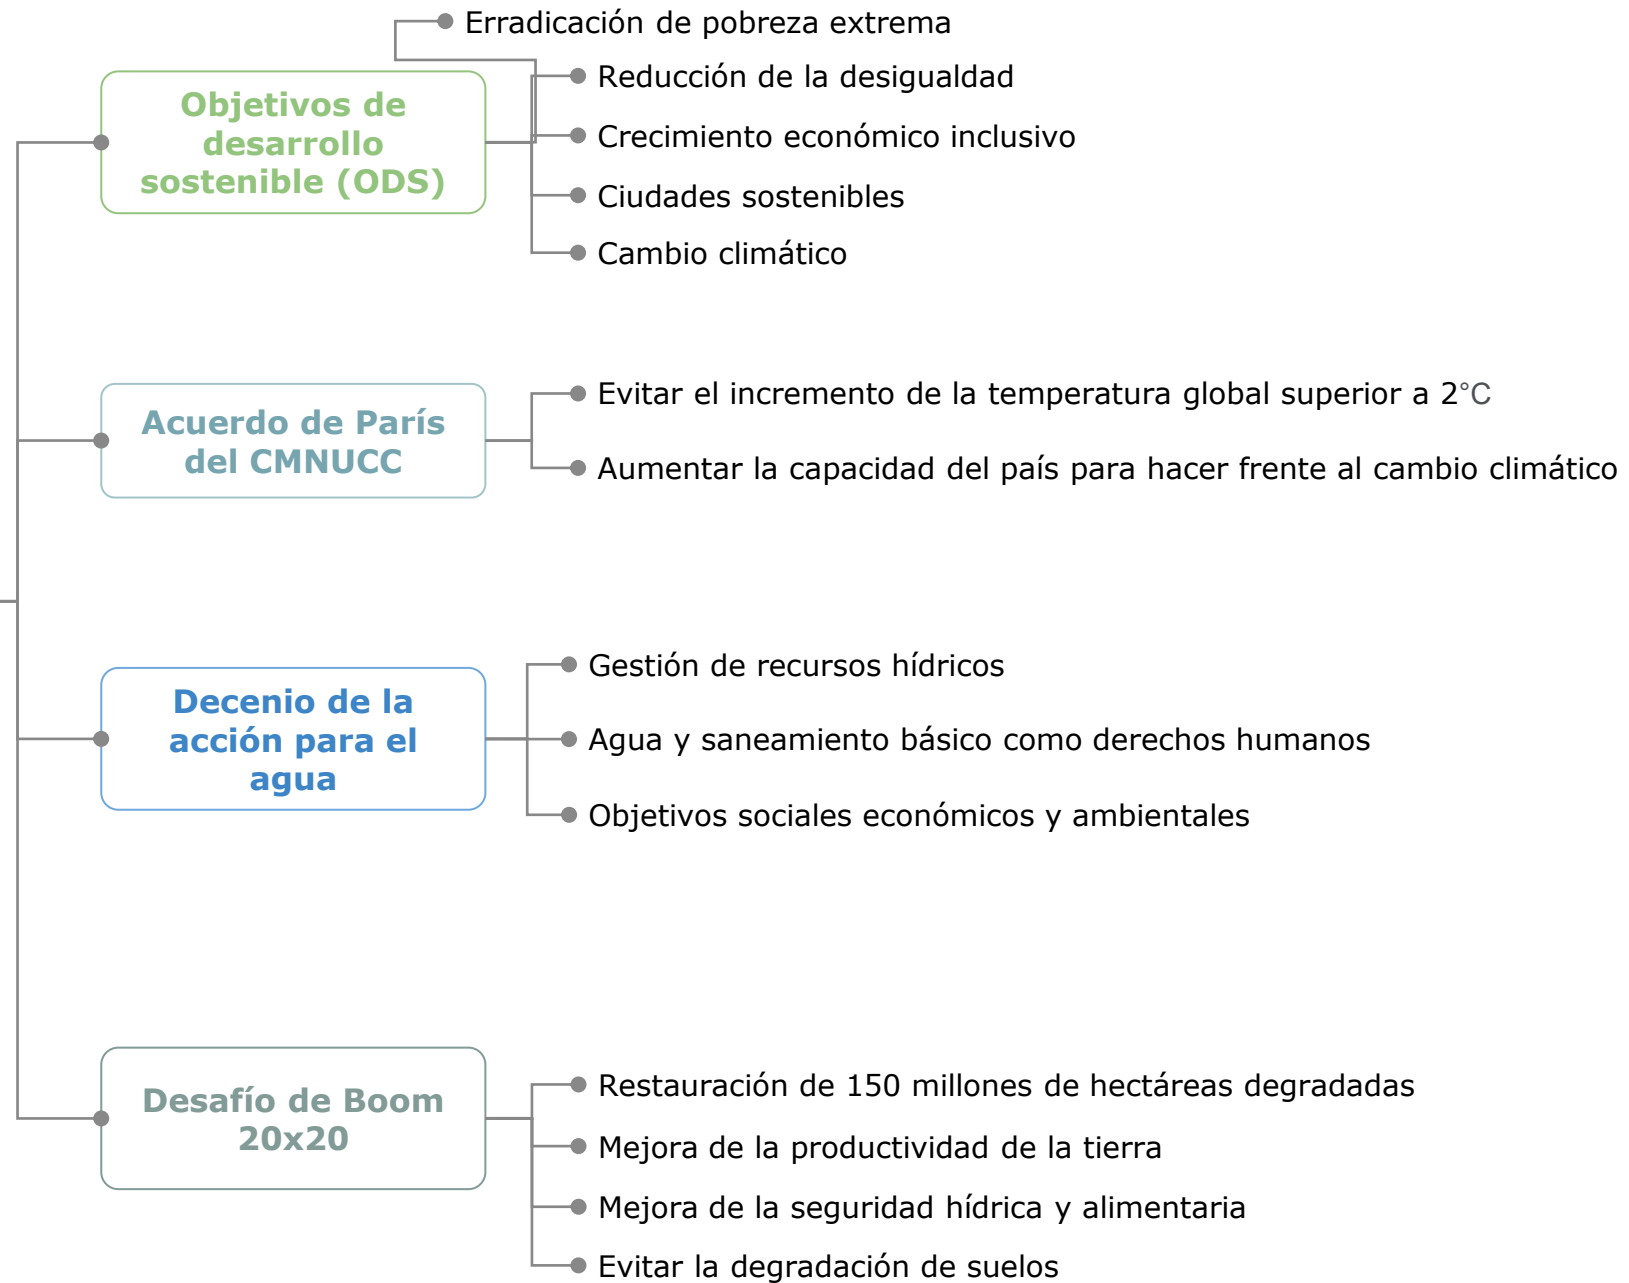 Erradicación de pobreza extrema
Objetivos de
desarrollo
sostenible (ODS)
Reducción de la desigualdad
Crecimiento económico inclusivo
Ciudades sostenibles
Cambio climático
Acuerdo de París
del CMNUCC
Evitar el incremento de la temperatura global superior a 2°C
Aumentar la capacidad del país para hacer frente al cambio climático
Decenio de la
acción para el
agua
Gestión de recursos hídricos
Agua y saneamiento básico como derechos humanos
Objetivos sociales económicos y ambientales
Desafío de Boom
20x20
Restauración de 150 millones de hectáreas degradadas
Mejora de la productividad de la tierra
Mejora de la seguridad hídrica y alimentaria
Evitar la degradación de suelos